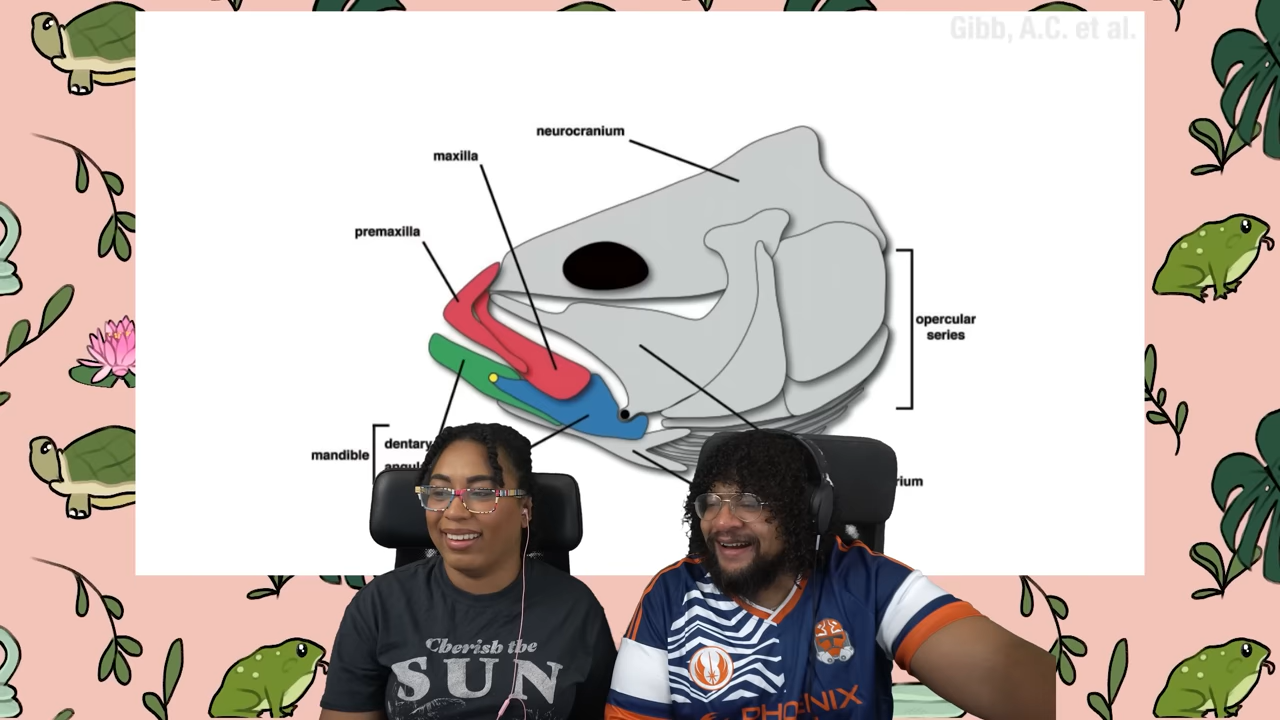 Gibb, A.C. et al.
neurocranium
maxilla
premaxilla
opercular
series
mandible
dentary
rium
Cherish the
SUN
PHOENIX